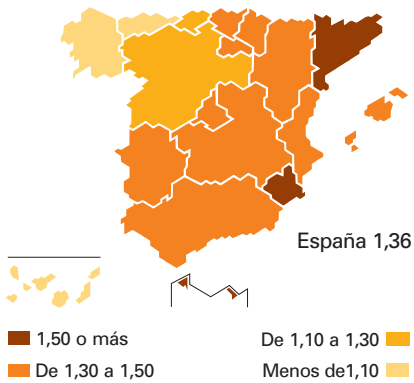 España 1,36
1,50 o más
De 1,30 a 1,50
De 1,10 a 1,30
Menos de1,10